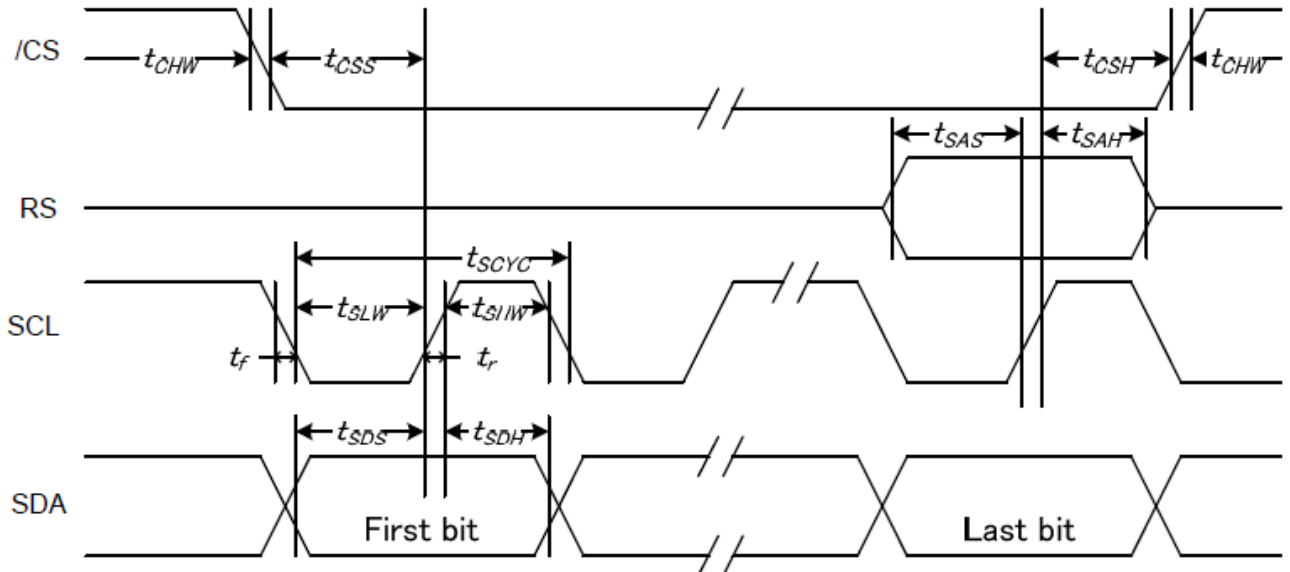 /CS
tCHW
tCSS
tCSH
tCHW
tSAS
tSAH
RS
tSCYC
SCL
tSLW
tSHW
tf
tr
tSDS
tSDH
SDA
First bit
Last bit